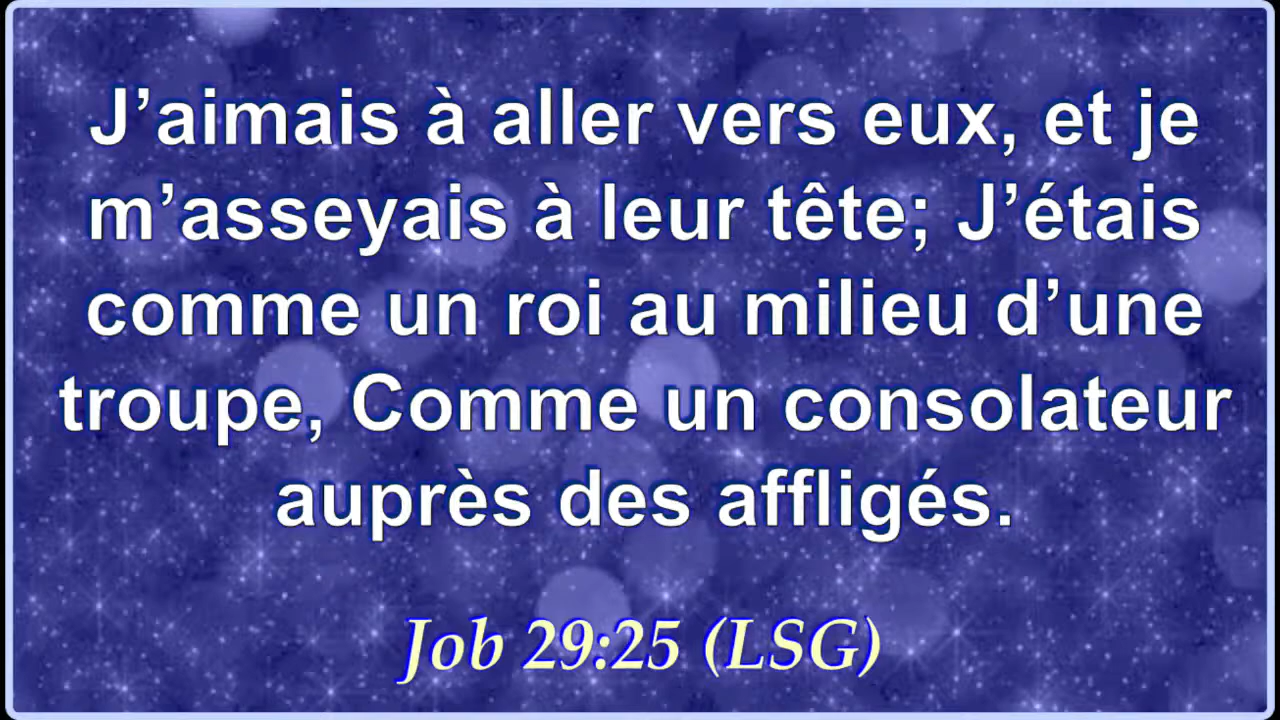 J’aimais à aller vers eux, et je
m’asseyais à leur tête; J’étais
comme un roi au milieu d’une
troupe, Comme un consolateur
auprès des affligés.
Job 29:25 (LSG)